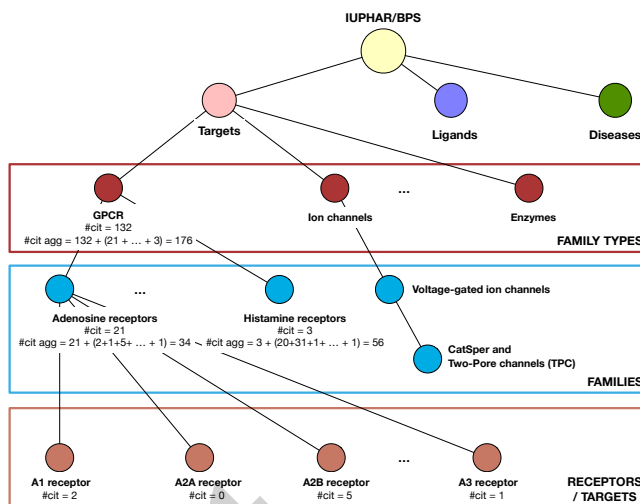 IUPHAR/BPS
Targets
Ligands
Diseases
GPCR
#cit = 132
#cit agg = 132 + (21 + ... + 3) = 176
Ion channels
...
Enzymes
FAMILY TYPES
Adenosine receptors
#cit = 21
#cit agg = 21 + (2+1+5+ ... + 1) = 34
...
Histamine receptors
#cit = 3
#cit agg = 3 + (20+31+1+ ... + 1) = 56
Voltage-gated ion channels
CatSper and
Two-Pore channels (TPC)
FAMILIES
A1 receptor
#cit = 2
A2A receptor
#cit = 0
A2B receptor
#cit = 5
...
A3 receptor
#cit = 1
RECEPTORS
/ TARGETS